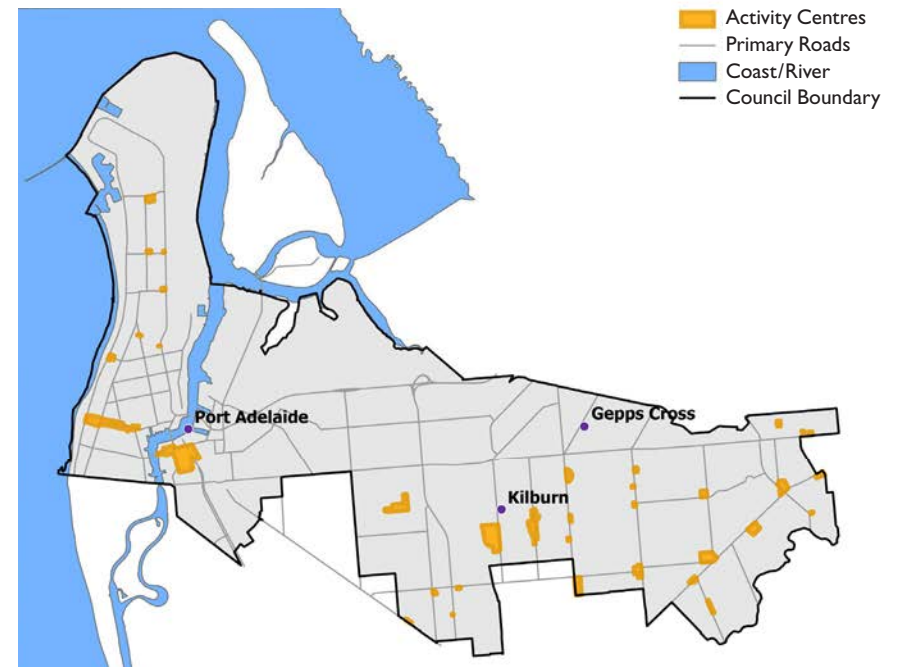 Activity Centres
Primary Roads
Coast/River
Council Boundary
Port Adelaide
Gepps Cross
Kilburn